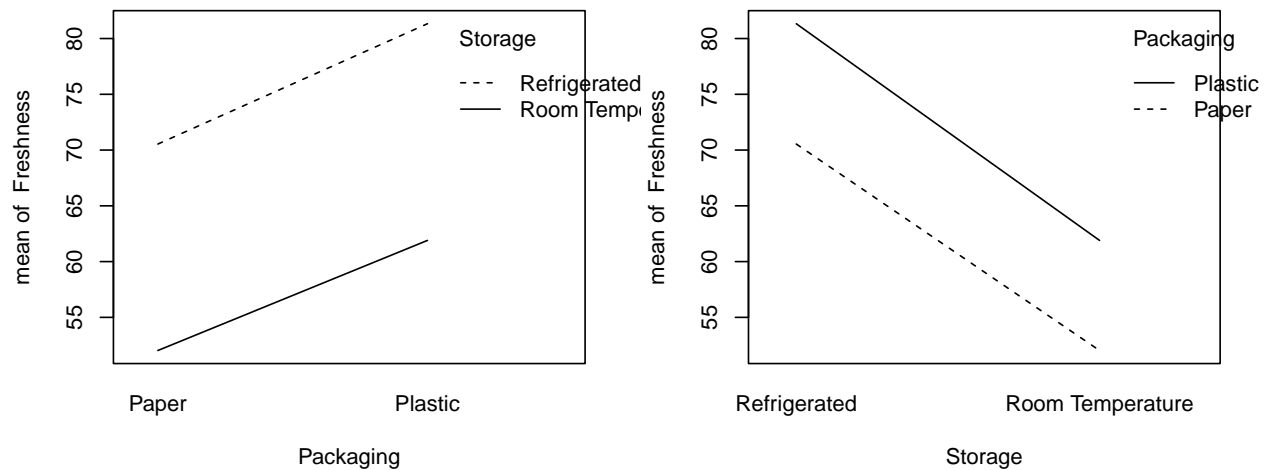 Storage
Refrigerated
Room Tempe
mean of Freshness
80
75
70
65
60
55
Paper
Plastic
Packaging
Packaging
Plastic
Paper
mean of Freshness
80
75
70
65
60
55
Refrigerated
Room Temperature
Storage